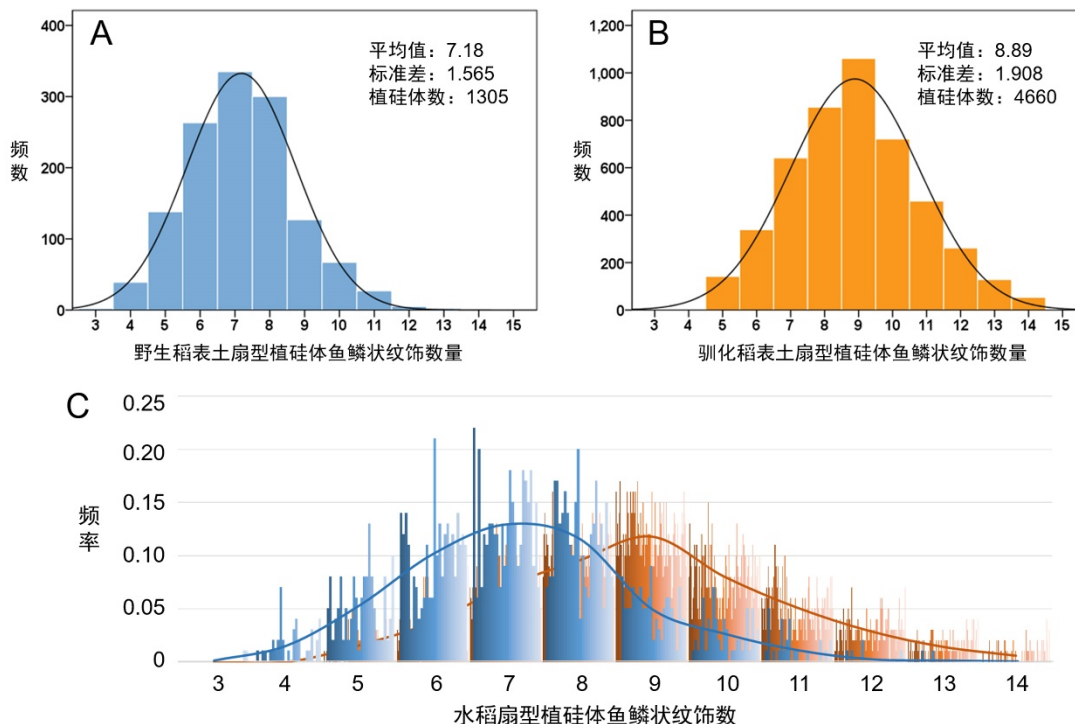 A
平均值：7.18
标准差：1.565
植硅体数：1305
400
300
200
100
0
频数
3 4 5 6 7 8 9 10 11 12 13 14 15
野生稻表土扇型植硅体鱼鳞状纹饰数量
B
平均值：8.89
标准差：1.908
植硅体数：4660
1,200
1,000
800
600
400
200
0
频数
3 4 5 6 7 8 9 10 11 12 13 14 15
驯化稻表土扇型植硅体鱼鳞状纹饰数量
C
0.25
0.20
0.15
0.10
0.05
0
频率
3 4 5 6 7 8 9 10 11 12 13 14
水稻扇型植硅体鱼鳞状纹饰数